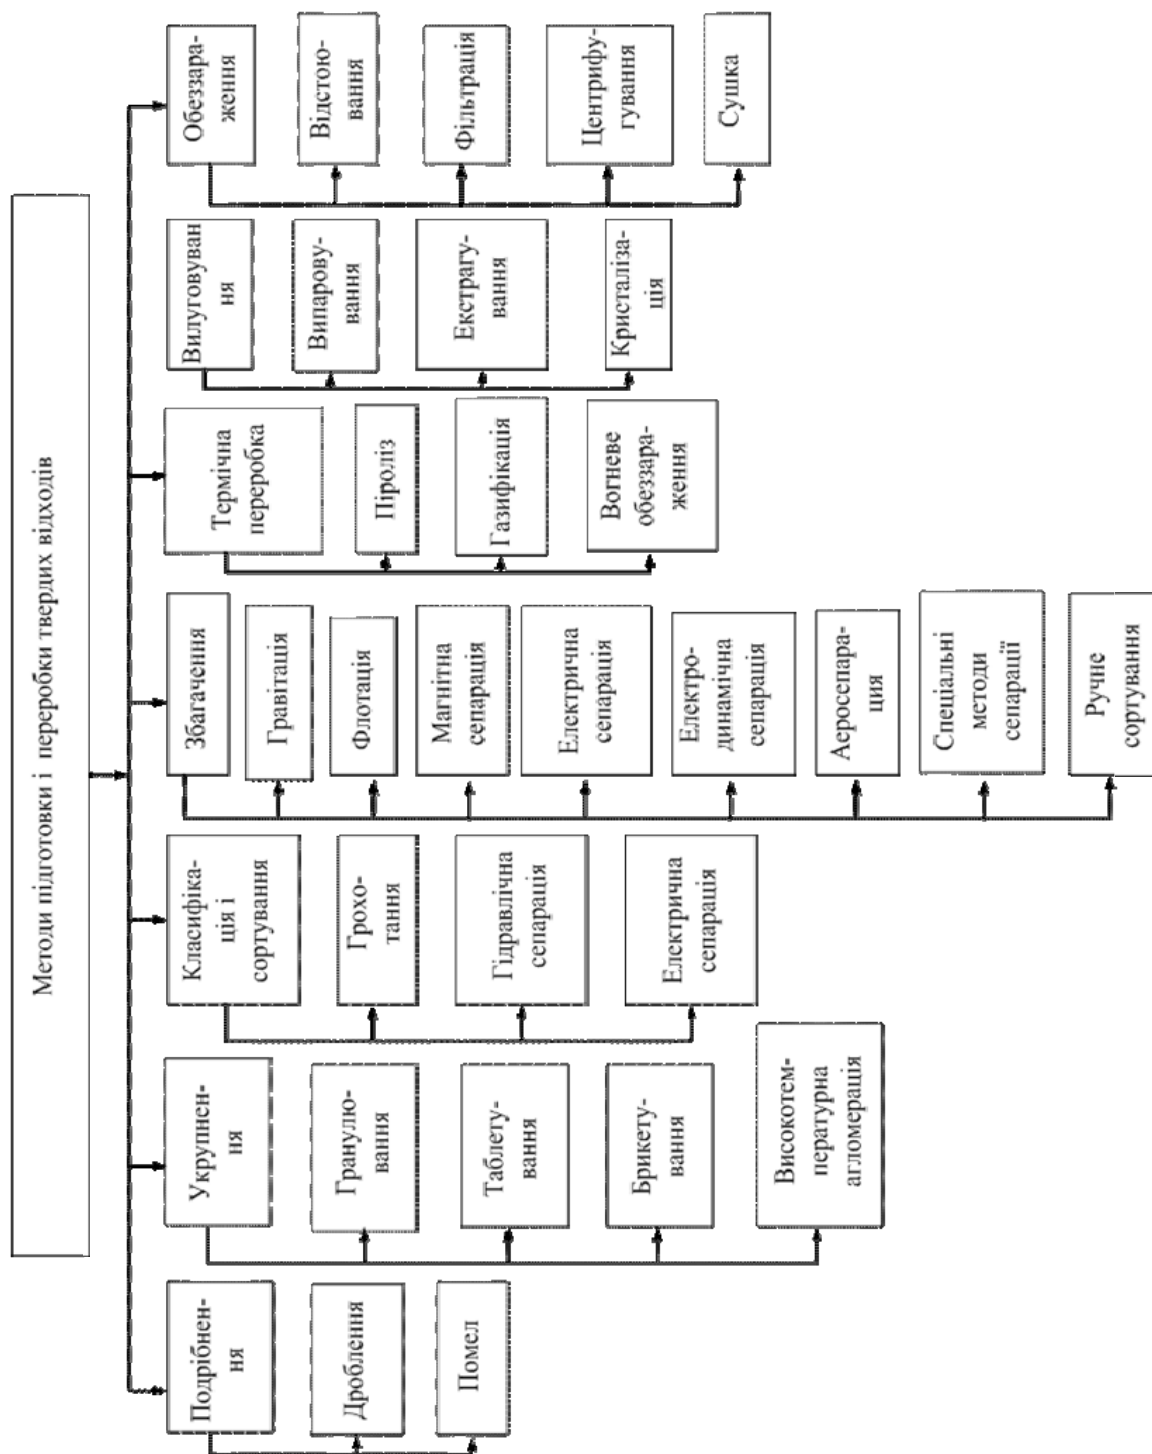 Методи підготовки і переробки твердих відходів
Подрібнен-
ня
Дроблення
Помел
Укрупнен-
ня
Гранулю-
вання
Таблету-
вання
Брикету-
вання
Високотем-
пературна
агломерація
Класифіка-
ція і
сортування
Грохо-
тання
Гідравлічна
сепарація
Електрична
сепарація
Збагачення
Гравітація
Флотація
Магнітна
сепарація
Електрична
сепарація
Електро-
динамічна
сепарація
Аеросепара-
ция
Спеціальні
методи
сепарації
Ручне
сортування
Термічна
переробка
Піроліз
Газифікація
Вогневе
обеззара-
ження
Вилуговуван
ня
Випарову-
вання
Екстрагу-
вання
Кристаліза-
ція
Обеззара-
ження
Відстою-
вання
Фільтрація
Центрифу-
гування
Сушка